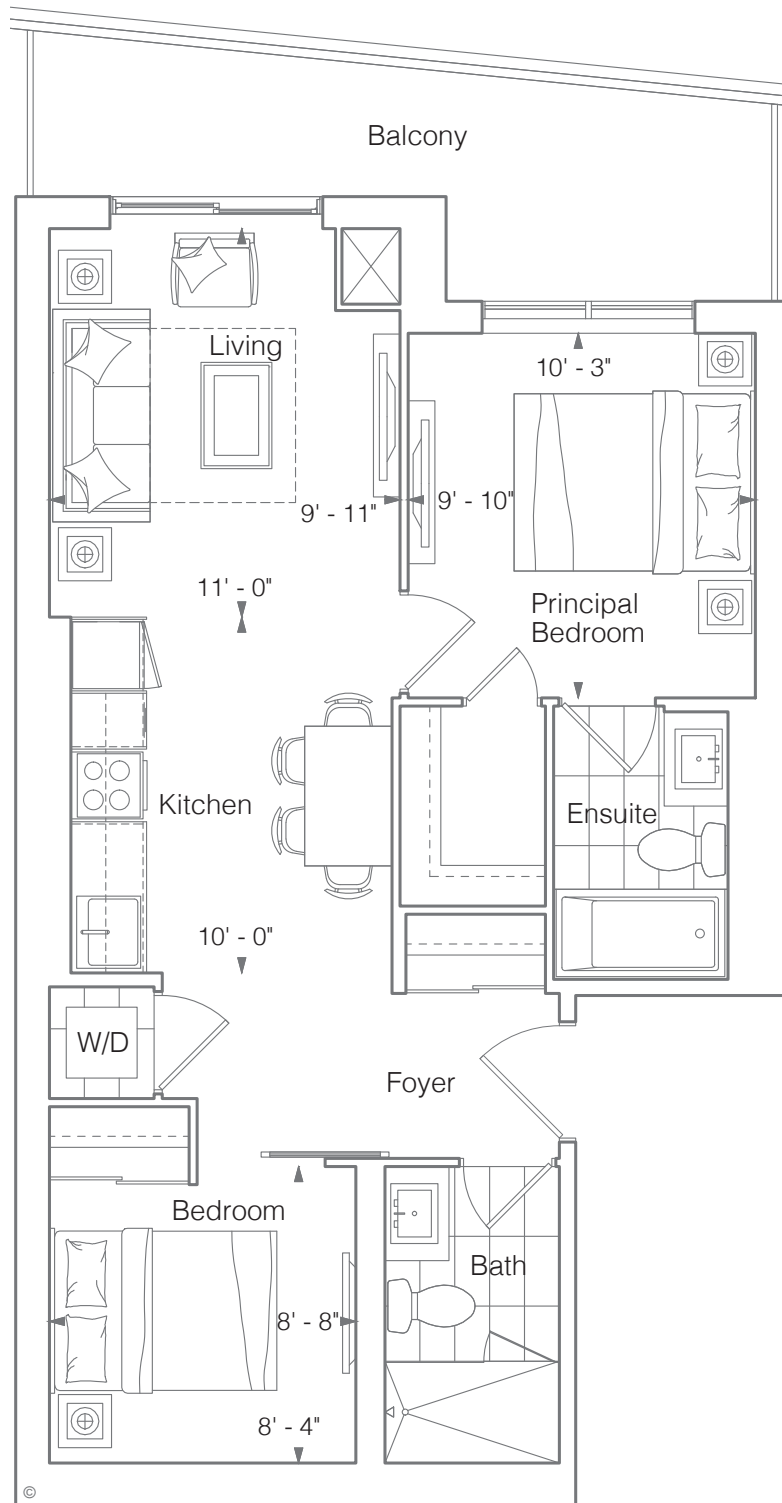 Balcony
Living
10' - 3"
9' - 11"
9' - 10"
11' - 0"
Principal
Bedroom
Kitchen
Ensuite
10' - 0"
W/D
Foyer
Bedroom
Bath
8' - 8"
8' - 4"
©